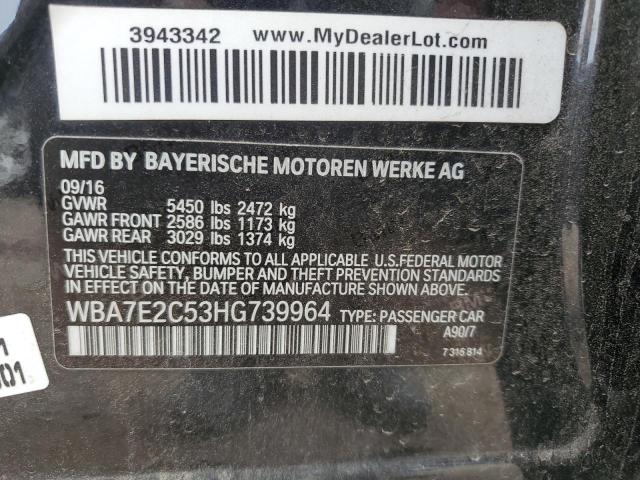 3943342 www.MyDealerLot.com
MFD BY BAYERISCHE MOTOREN WERKE AG
09/16
GVWR 5450 lbs 2472 kg
GAWR FRONT 2586 lbs 1173 kg
GAWR REAR 3029 lbs 1374 kg
THIS VEHICLE CONFORMS TO ALL APPLICABLE U.S. FEDERAL MOTOR
VEHICLE SAFETY, BUMPER AND THEFT PREVENTION STANDARDS
IN EFFECT ON THE DATE OF MANUFACTURE SHOWN ABOVE.
WBA7E2C53HG739964 TYPE: PASSENGER CAR
A90/7
7316814